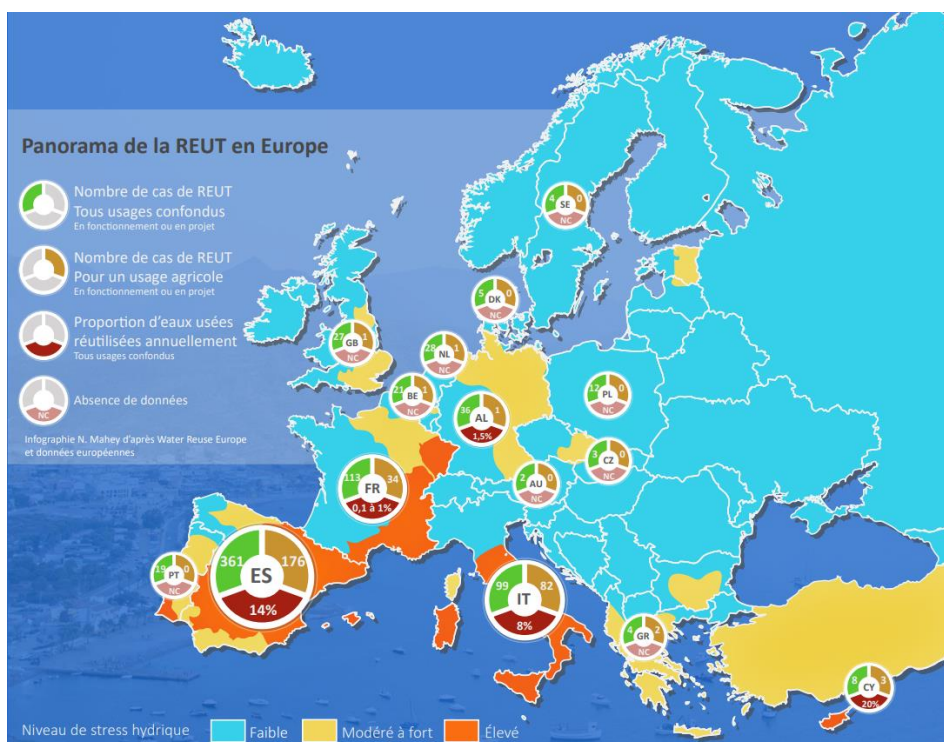 Panorama de la REUT en Europe
Nombre de cas de REUT
Tous usages confondus
En fonctionnement ou en projet
Nombre de cas de REUT
Pour un usage agricole
En fonctionnement ou en projet
Proportion d'eaux usées
réutilisées annuellement
Tous usages confondus
NC
Absence de données
Infographie N. Mahey d'après Water Reuse Europe
et données européennes
4 0
SE
NC
5 0
DK
NC
27 1
GB
NC
28 1
NL
NC
21 1
BE
NC
36 1
AL
1,5%
12 0
PL
NC
3 0
CZ
NC
2 0
AU
NC
113 34
FR
0,1 à 1%
19 0
PT
NC
361 176
ES
14%
99 82
IT
8%
4 2
GR
NC
8 3
CY
20%
Niveau de stress hydrique Faible Modéré à fort Élevé